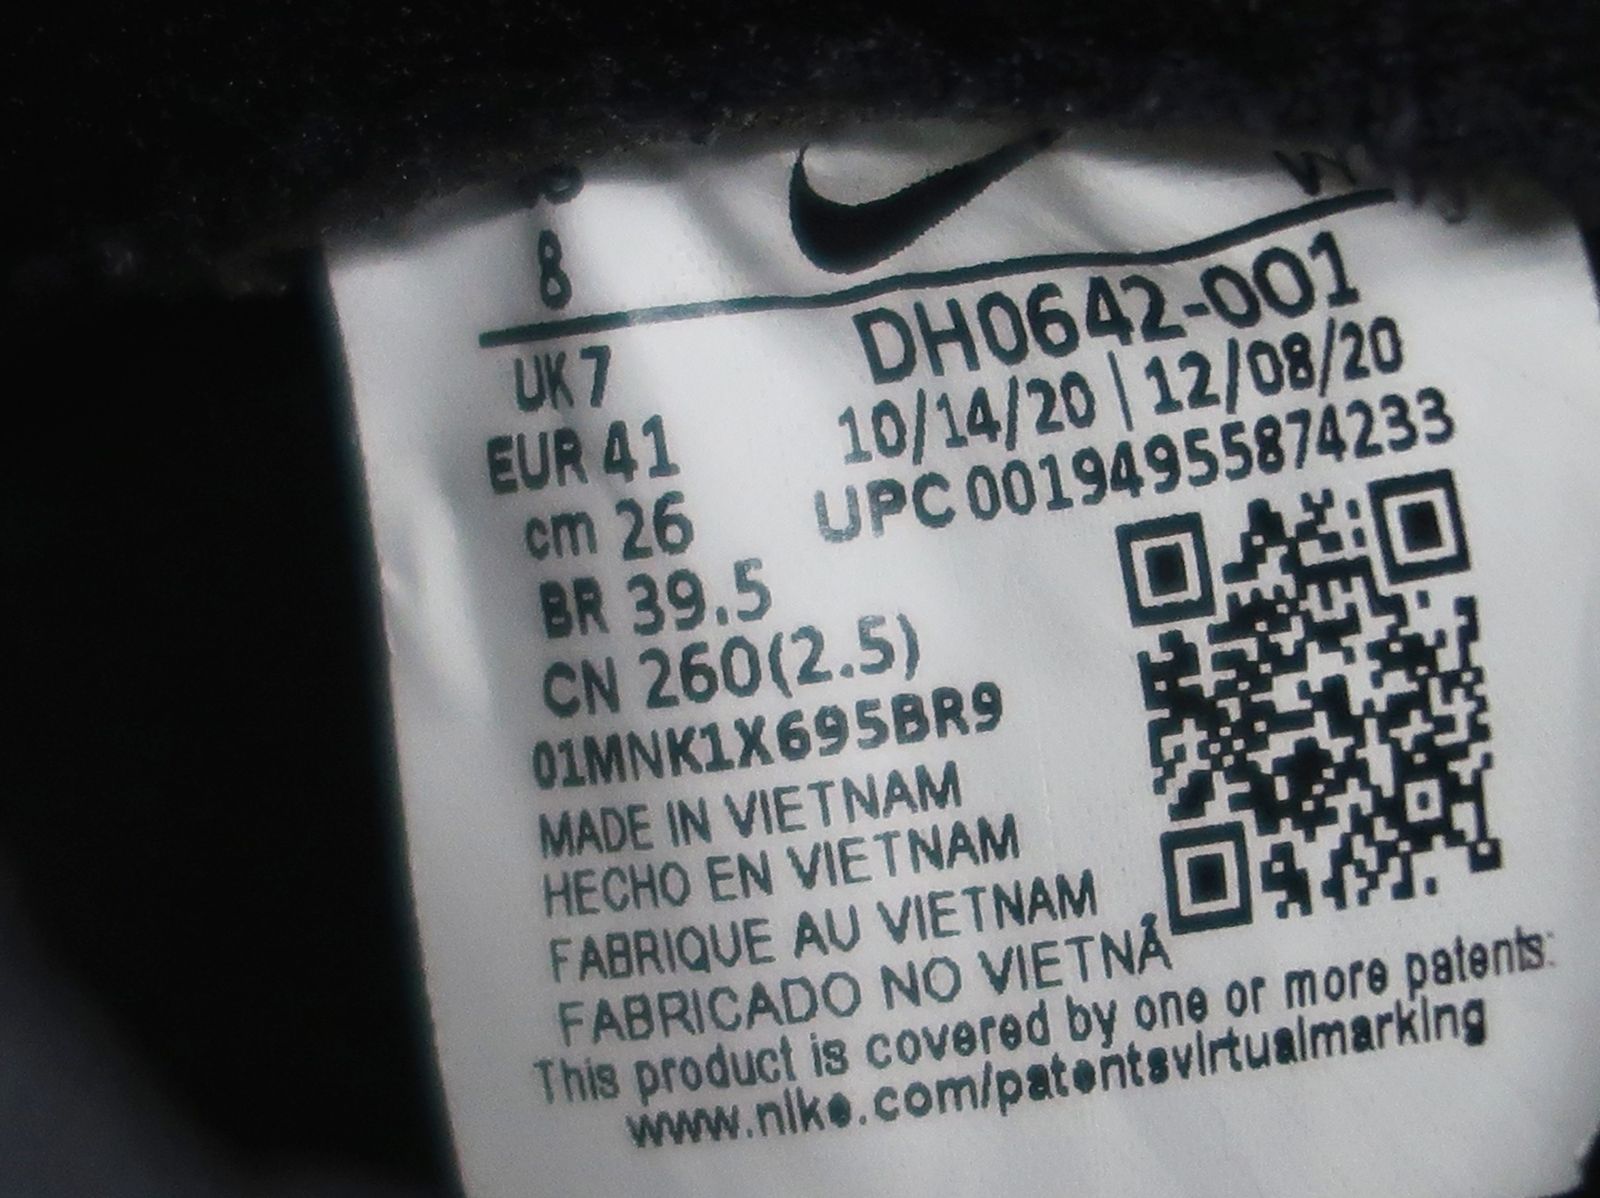 8
DH0642-001
UK 7
10/14/20 | 12/08/20
EUR 41
UPC 00194955874233
cm 26
BR 39.5
CN 260(2.5)
01MNK1X695BR9
MADE IN VIETNAM
HECHO EN VIETNAM
FABRIQUE AU VIETNAM
FABRICADO NO VIETNÃ
This product is covered by one or more patents:
www.nike.com/patentsvirtualmarking